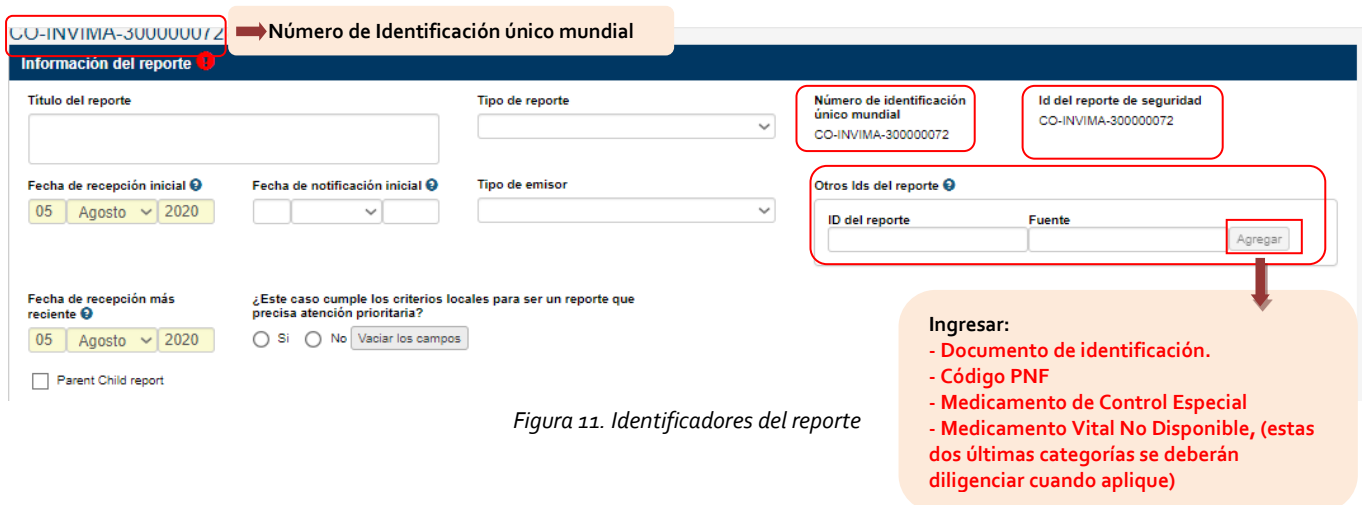 CO-INVIMA-300000072
Número de Identificación único mundial
Información del reporte
Título del reporte
Tipo de reporte
Número de identificación
único mundial
CO-INVIMA-300000072
Id del reporte de seguridad
CO-INVIMA-300000072
Fecha de recepción inicial
05 Agosto 2020
Fecha de notificación inicial
Tipo de emisor
Otros Ids del reporte
ID del reporte
Fuente
Agregar
Fecha de recepción más
reciente
05 Agosto 2020
¿Este caso cumple los criterios locales para ser un reporte que
precisa atención prioritaria?
Si No Vaciar los campos
Parent Child report
Ingresar:
- Documento de identificación.
- Código PNF
- Medicamento de Control Especial
- Medicamento Vital No Disponible, (estas
dos últimas categorías se deberán
diligenciar cuando aplique)
Figura 11. Identificadores del reporte